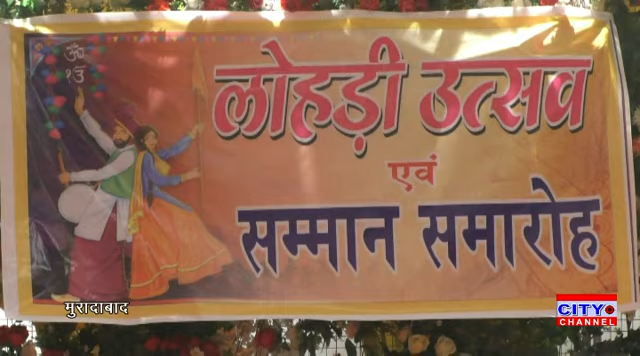 ॐ
ੴ
लोहड़ी उत्सव
एवं
सम्मान समारोह
मुरादाबाद
CITY
CHANNEL